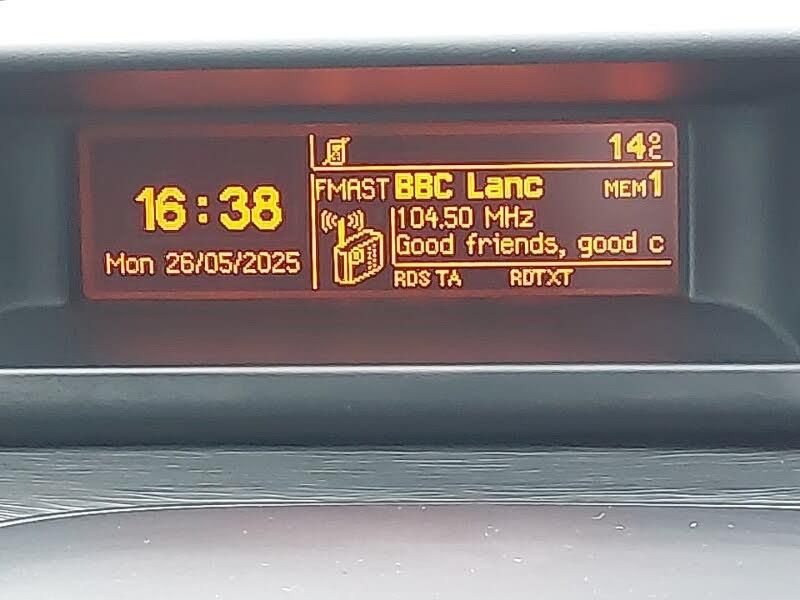 14°C
16:38
Mon 26/05/2025
FMAST BBC Lanc MEM1
104.50 MHz
Good friends, good c
RDS TA RDTXT